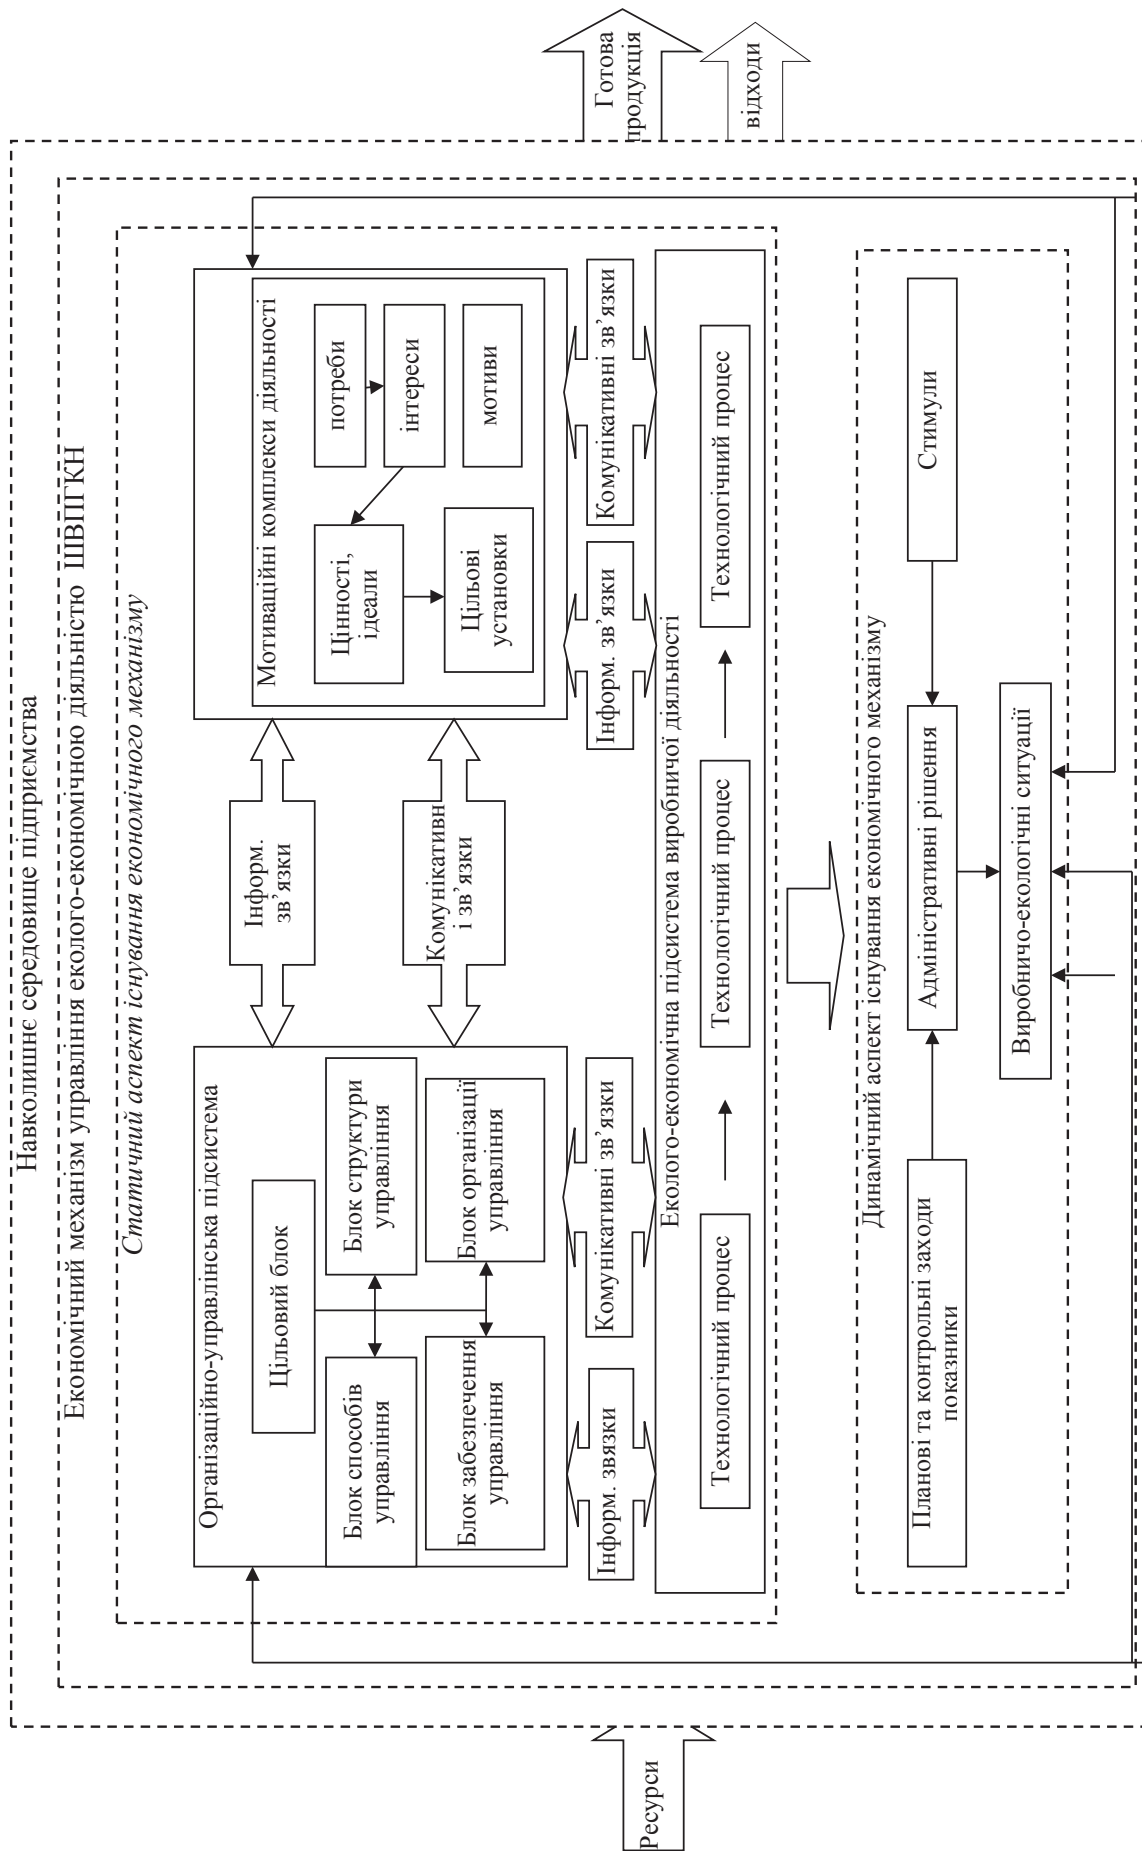 Навколишнє середовище підприємства
Економічний механізм управління еколого-економічною діяльністю ПІВПГКН
Статичний аспект існування економічного механізму
Організаційно-управлінська підсистема
Цільовий блок
Блок способів
управління
Блок структури
управління
Блок забезпечення
управління
Блок організації
управління
Інформ.
зв’язки
Комунікативн
і зв’язки
Мотиваційні комплекси діяльності
потреби
інтереси
мотиви
Цінності,
ідеали
Цільові
установки
Інформ. звязки
Комунікативні зв’язки
Інформ. зв’язки
Комунікативні зв’язки
Еколого-економічна підсистема виробничої діяльності
Технологічний процес
Технологічний процес
Технологічний процес
Динамічний аспект існування економічного механізму
Планові та контрольні заходи
показники
Адміністративні рішення
Стимули
Виробничо-екологічні ситуації
Ресурси
Готова
продукція
відходи